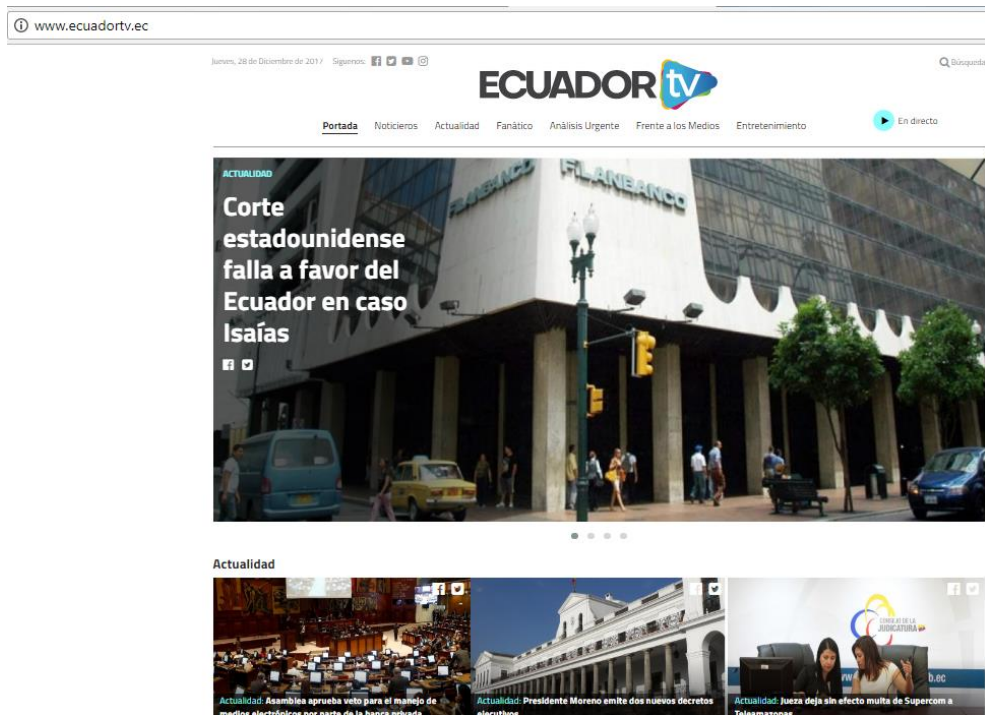 www.ecuadortv.ec
Jueves, 28 de Diciembre de 2017 Síguenos:
Búsqueda
ECUADOR tv
Portada Noticieros Actualidad Fanático Análisis Urgente Frente a los Medios Entretenimiento
En directo
ACTUALIDAD
Corte
estadounidense
falla a favor del
Ecuador en caso
Isaías
FILANBANCO
FILANBANCO
Actualidad
CONSEJO DE LA
JUDICATURA
Actualidad: Asamblea aprueba veto para el manejo de
medios electrónicos por parte de la banca privada
Actualidad: Presidente Moreno emite dos nuevos decretos
ejecutivos
Actualidad: Jueza deja sin efecto multa de Supercom a
Teleamazonas